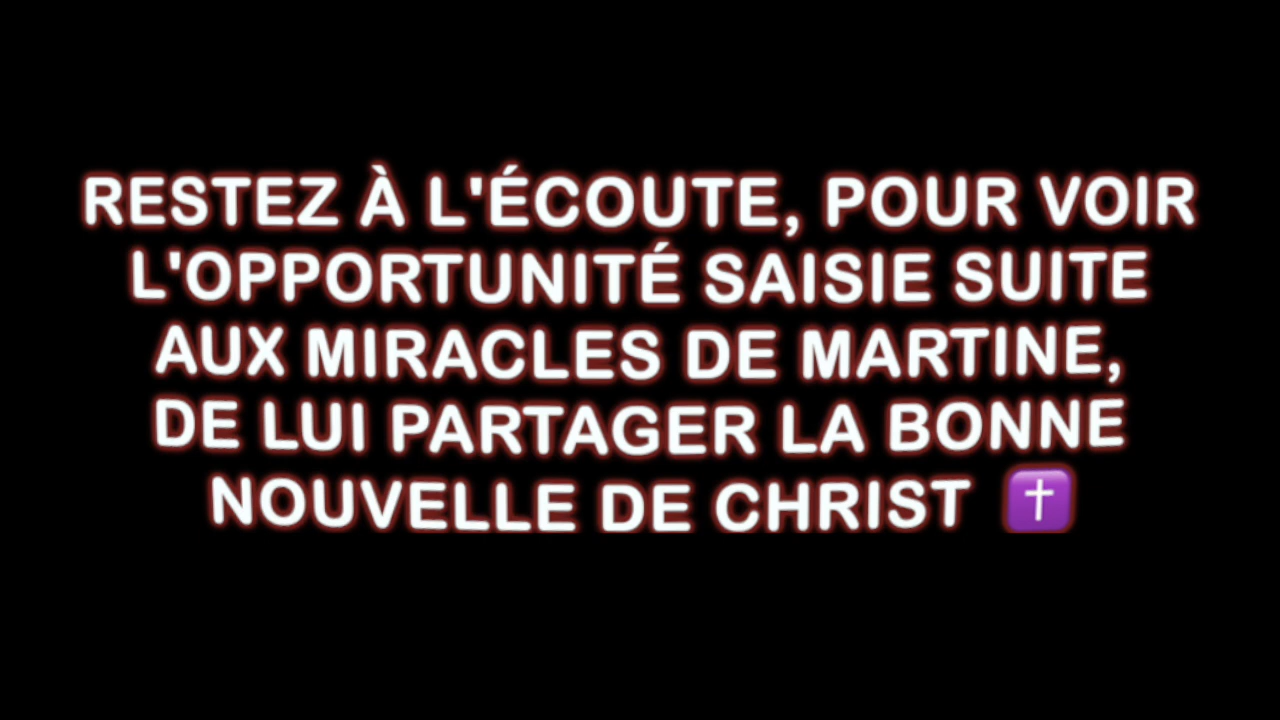 RESTEZ À L'ÉCOUTE, POUR VOIR
L'OPPORTUNITÉ SAISIE SUITE
AUX MIRACLES DE MARTINE,
DE LUI PARTAGER LA BONNE
NOUVELLE DE CHRIST ✝️